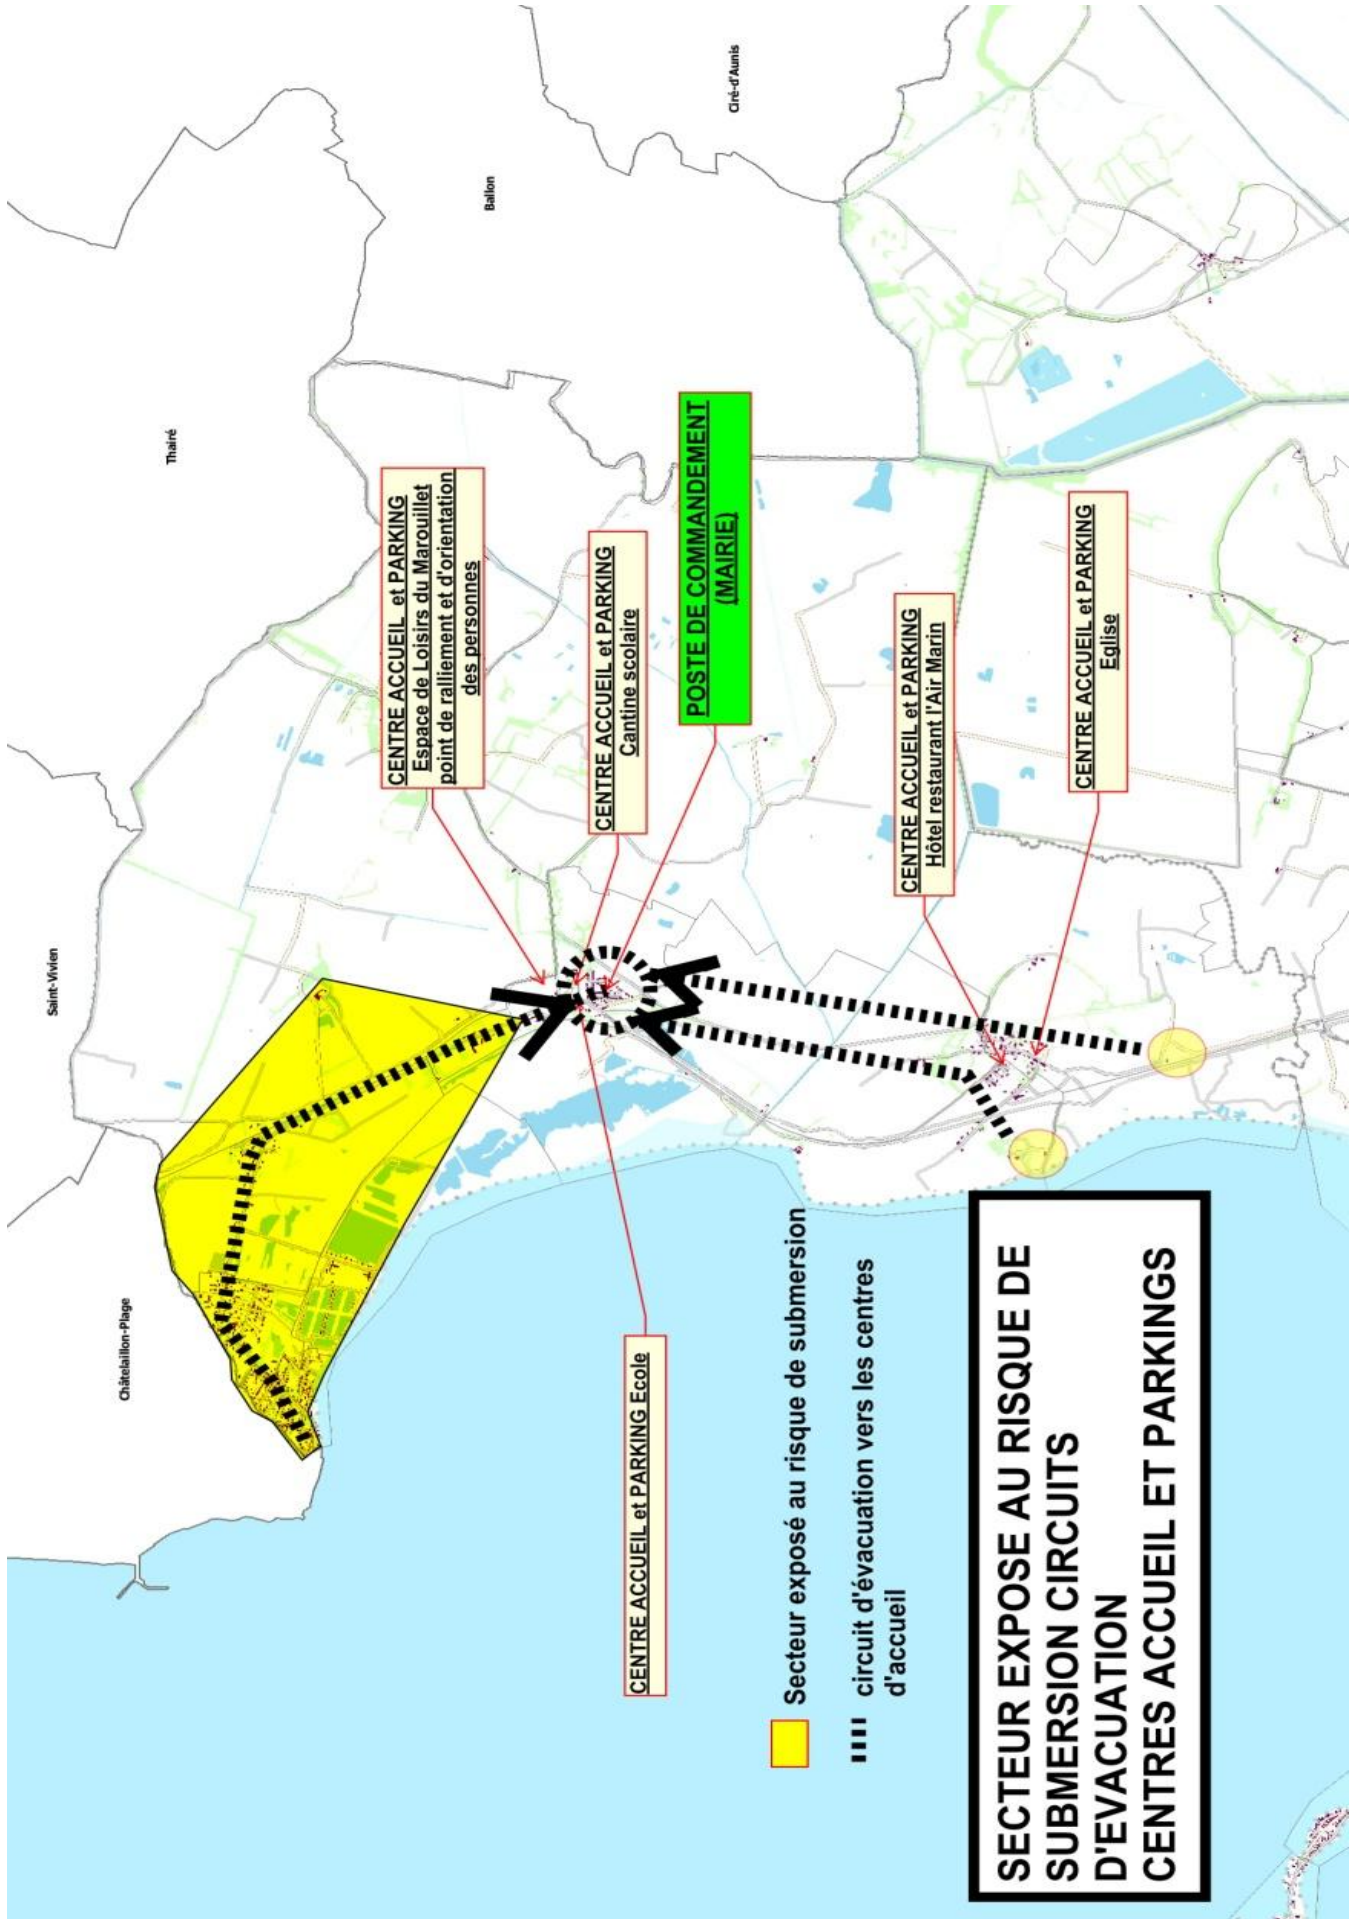 Châtelaillon-Plage
Saint-Vivien
Thairé
Ballon
Ciré-d'Aunis
CENTRE ACCUEIL et PARKING
Espace de Loisirs du Marouillet
point de ralliement et d'orientation
des personnes
CENTRE ACCUEIL et PARKING
Cantine scolaire
POSTE DE COMMANDEMENT
(MAIRIE)
CENTRE ACCUEIL et PARKING
Hôtel restaurant l'Air Marin
CENTRE ACCUEIL et PARKING
Eglise
CENTRE ACCUEIL et PARKING Ecole
Secteur exposé au risque de submersion
circuit d'évacuation vers les centres
d'accueil
SECTEUR EXPOSE AU RISQUE DE
SUBMERSION CIRCUITS
D'EVACUATION
CENTRES ACCUEIL ET PARKINGS